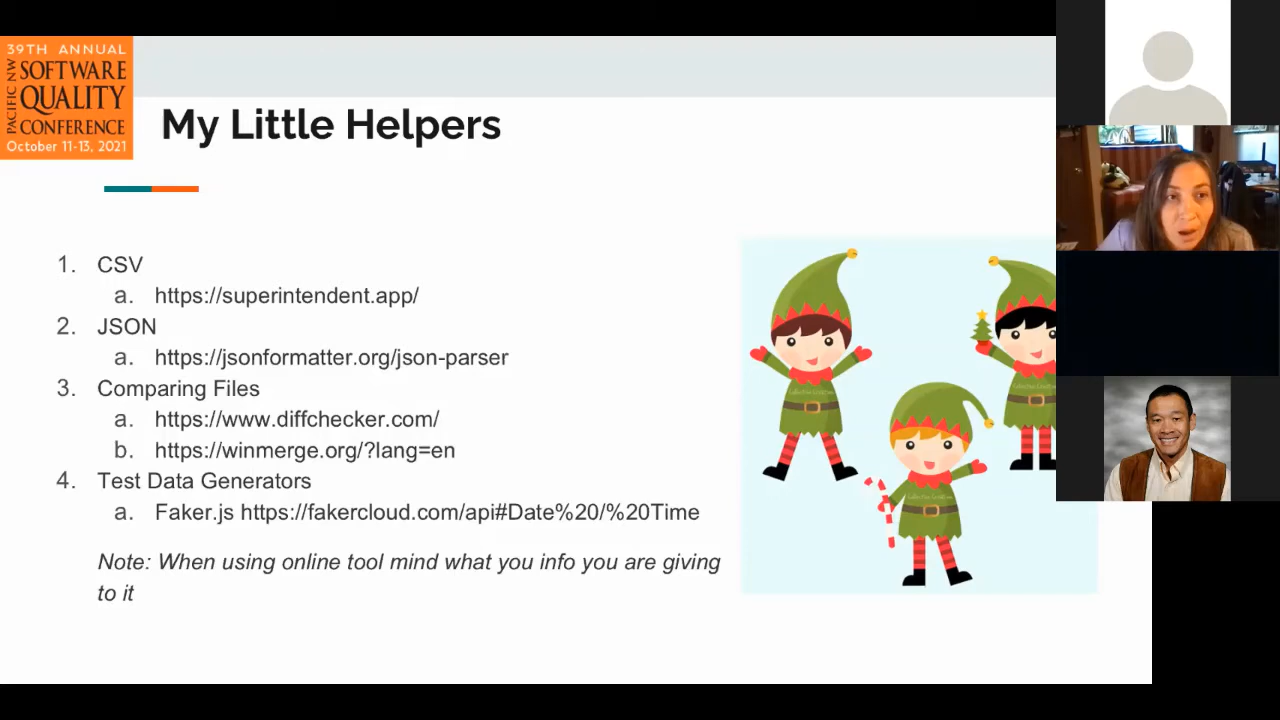 39TH ANNUAL
PACIFIC NW
SOFTWARE
QUALITY
CONFERENCE
October 11-13, 2021
My Little Helpers
1. CSV
a. https://superintendent.app/
2. JSON
a. https://jsonformatter.org/json-parser
3. Comparing Files
a. https://www.diffchecker.com/
b. https://winmerge.org/?lang=en
4. Test Data Generators
a. Faker.js https://fakercloud.com/api#Date%20/%20Time
Note: When using online tool mind what you info you are giving
to it